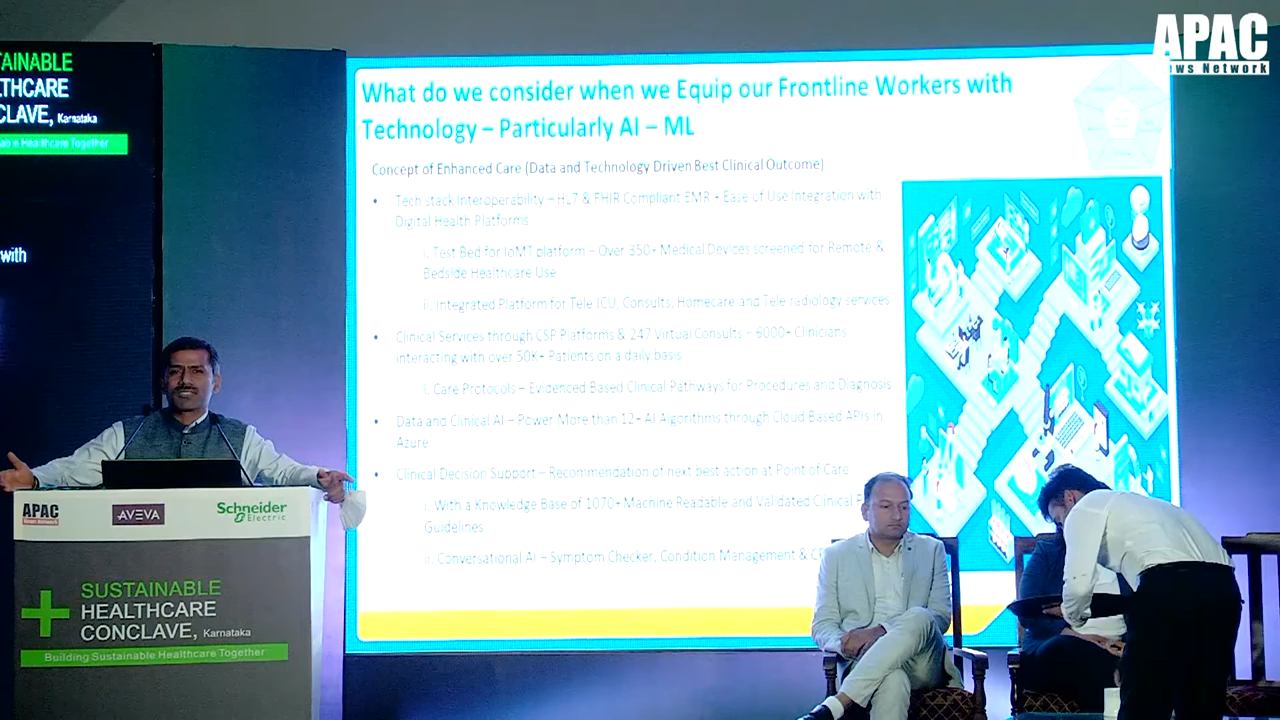 APAC
News Network
TAINABLE
LTHCARE
CLAVE, Karnataka
able Healthcare Together
with
What do we consider when we Equip our Frontline Workers with
Technology – Particularly AI – ML
Concept of Enhanced Care (Data and Technology Driven Best Clinical Outcome)
• Tech stack Interoperability – HL7 & FHIR Compliant EMR + Ease of Use Integration with
Digital Health Platforms
i. Test Bed for IoMT platform – Over 350+ Medical Devices screened for Remote &
Bedside Healthcare Use
ii. Integrated Platform for Tele ICU, Consults, Homecare and Tele radiology services
• Clinical Services through CSP Platforms & 247 Virtual Consults – 6000+ Clinicians
interacting with over 50K+ Patients on a daily basis
i. Care Protocols – Evidenced Based Clinical Pathways for Procedures and Diagnosis
• Data and Clinical AI – Power More than 12+ AI Algorithms through Cloud Based APIs in
Azure
• Clinical Decision Support – Recommendation of next best action at Point of Care
i. With a Knowledge Base of 1070+ Machine Readable and Validated Clinical
Guidelines
ii. Conversational AI – Symptom Checker, Condition Management &
APAC
News Network
AVEVA
Schneider
Electric
SUSTAINABLE
HEALTHCARE
CONCLAVE, Karnataka
Building Sustainable Healthcare Together